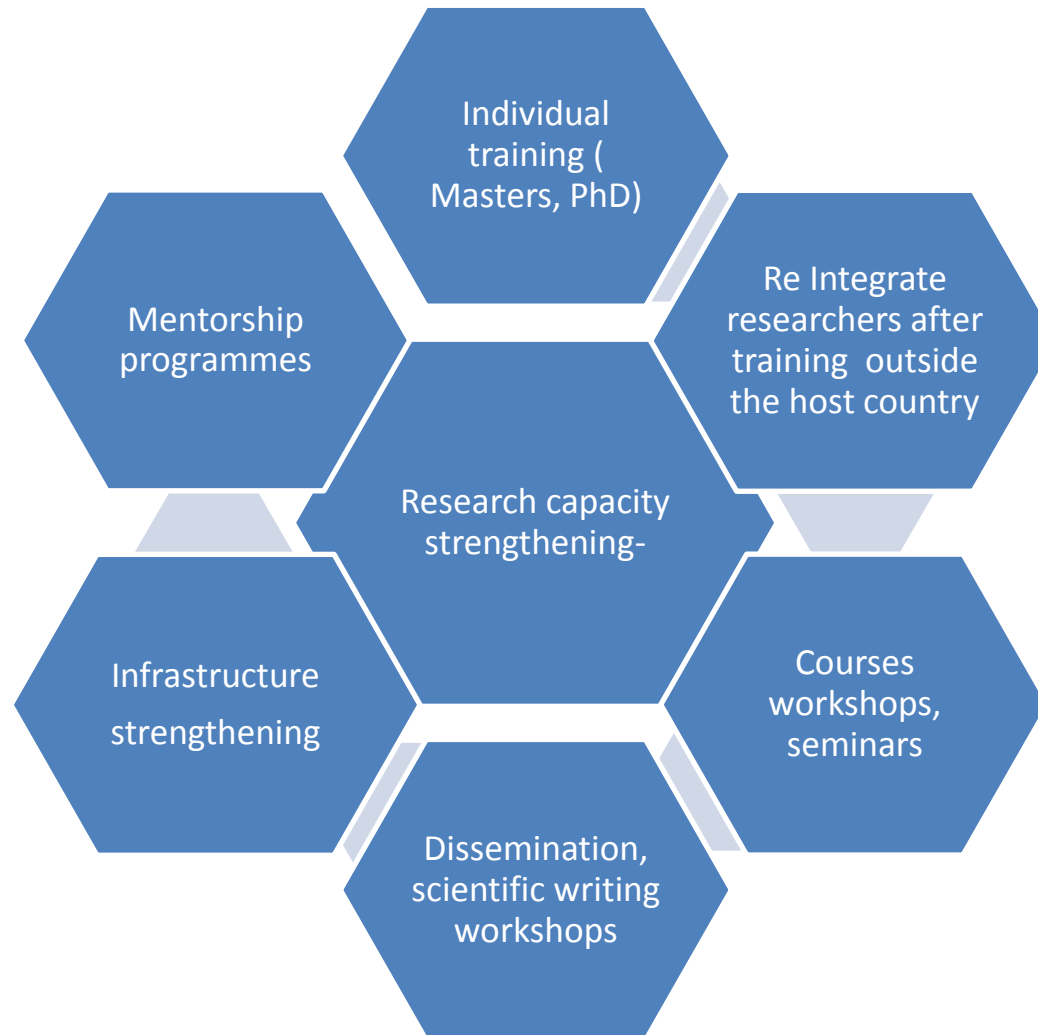 Individual
training (
Masters, PhD)
Re Integrate
researchers after
training outside
the host country
Mentorship
programmes
Research capacity
strengthening-
Courses
workshops,
seminars
Infrastructure
strengthening
Dissemination,
scientific writing
workshops